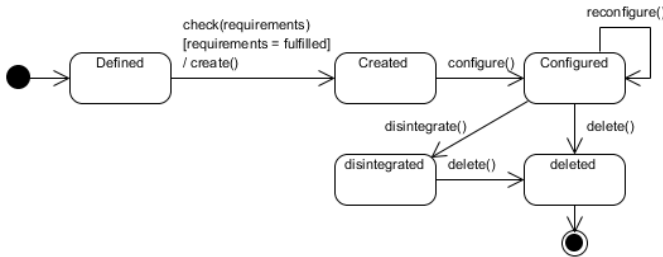 reconfigure()
check(requirements)
[requirements = fulfilled]
/ create()
Defined
Created
configure()
Configured
disintegrate()
delete()
disintegrated
delete()
deleted